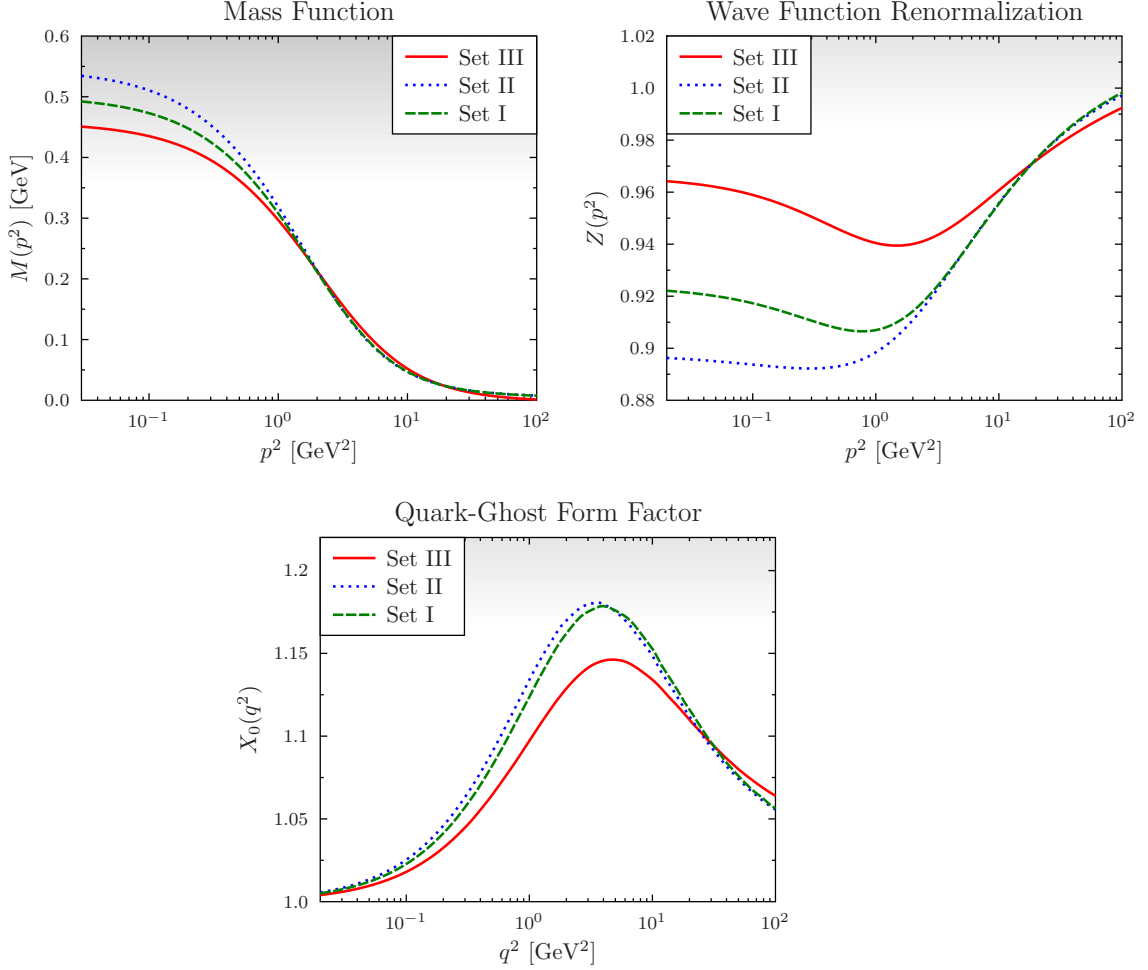 Mass Function
0.6
0.5
0.4
0.3
0.2
0.1
0.0
M(p²) [GeV]
Set III
Set II
Set I
10⁻¹ 10⁰ 10¹ 10²
p² [GeV²]
Wave Function Renormalization
1.02
1.0
0.98
0.96
0.94
0.92
0.9
0.88
Z(p²)
Set III
Set II
Set I
10⁻¹ 10⁰ 10¹ 10²
p² [GeV²]
Quark-Ghost Form Factor
1.2
1.15
1.1
1.05
1.0
X₀(q²)
Set III
Set II
Set I
10⁻¹ 10⁰ 10¹ 10²
q² [GeV²]